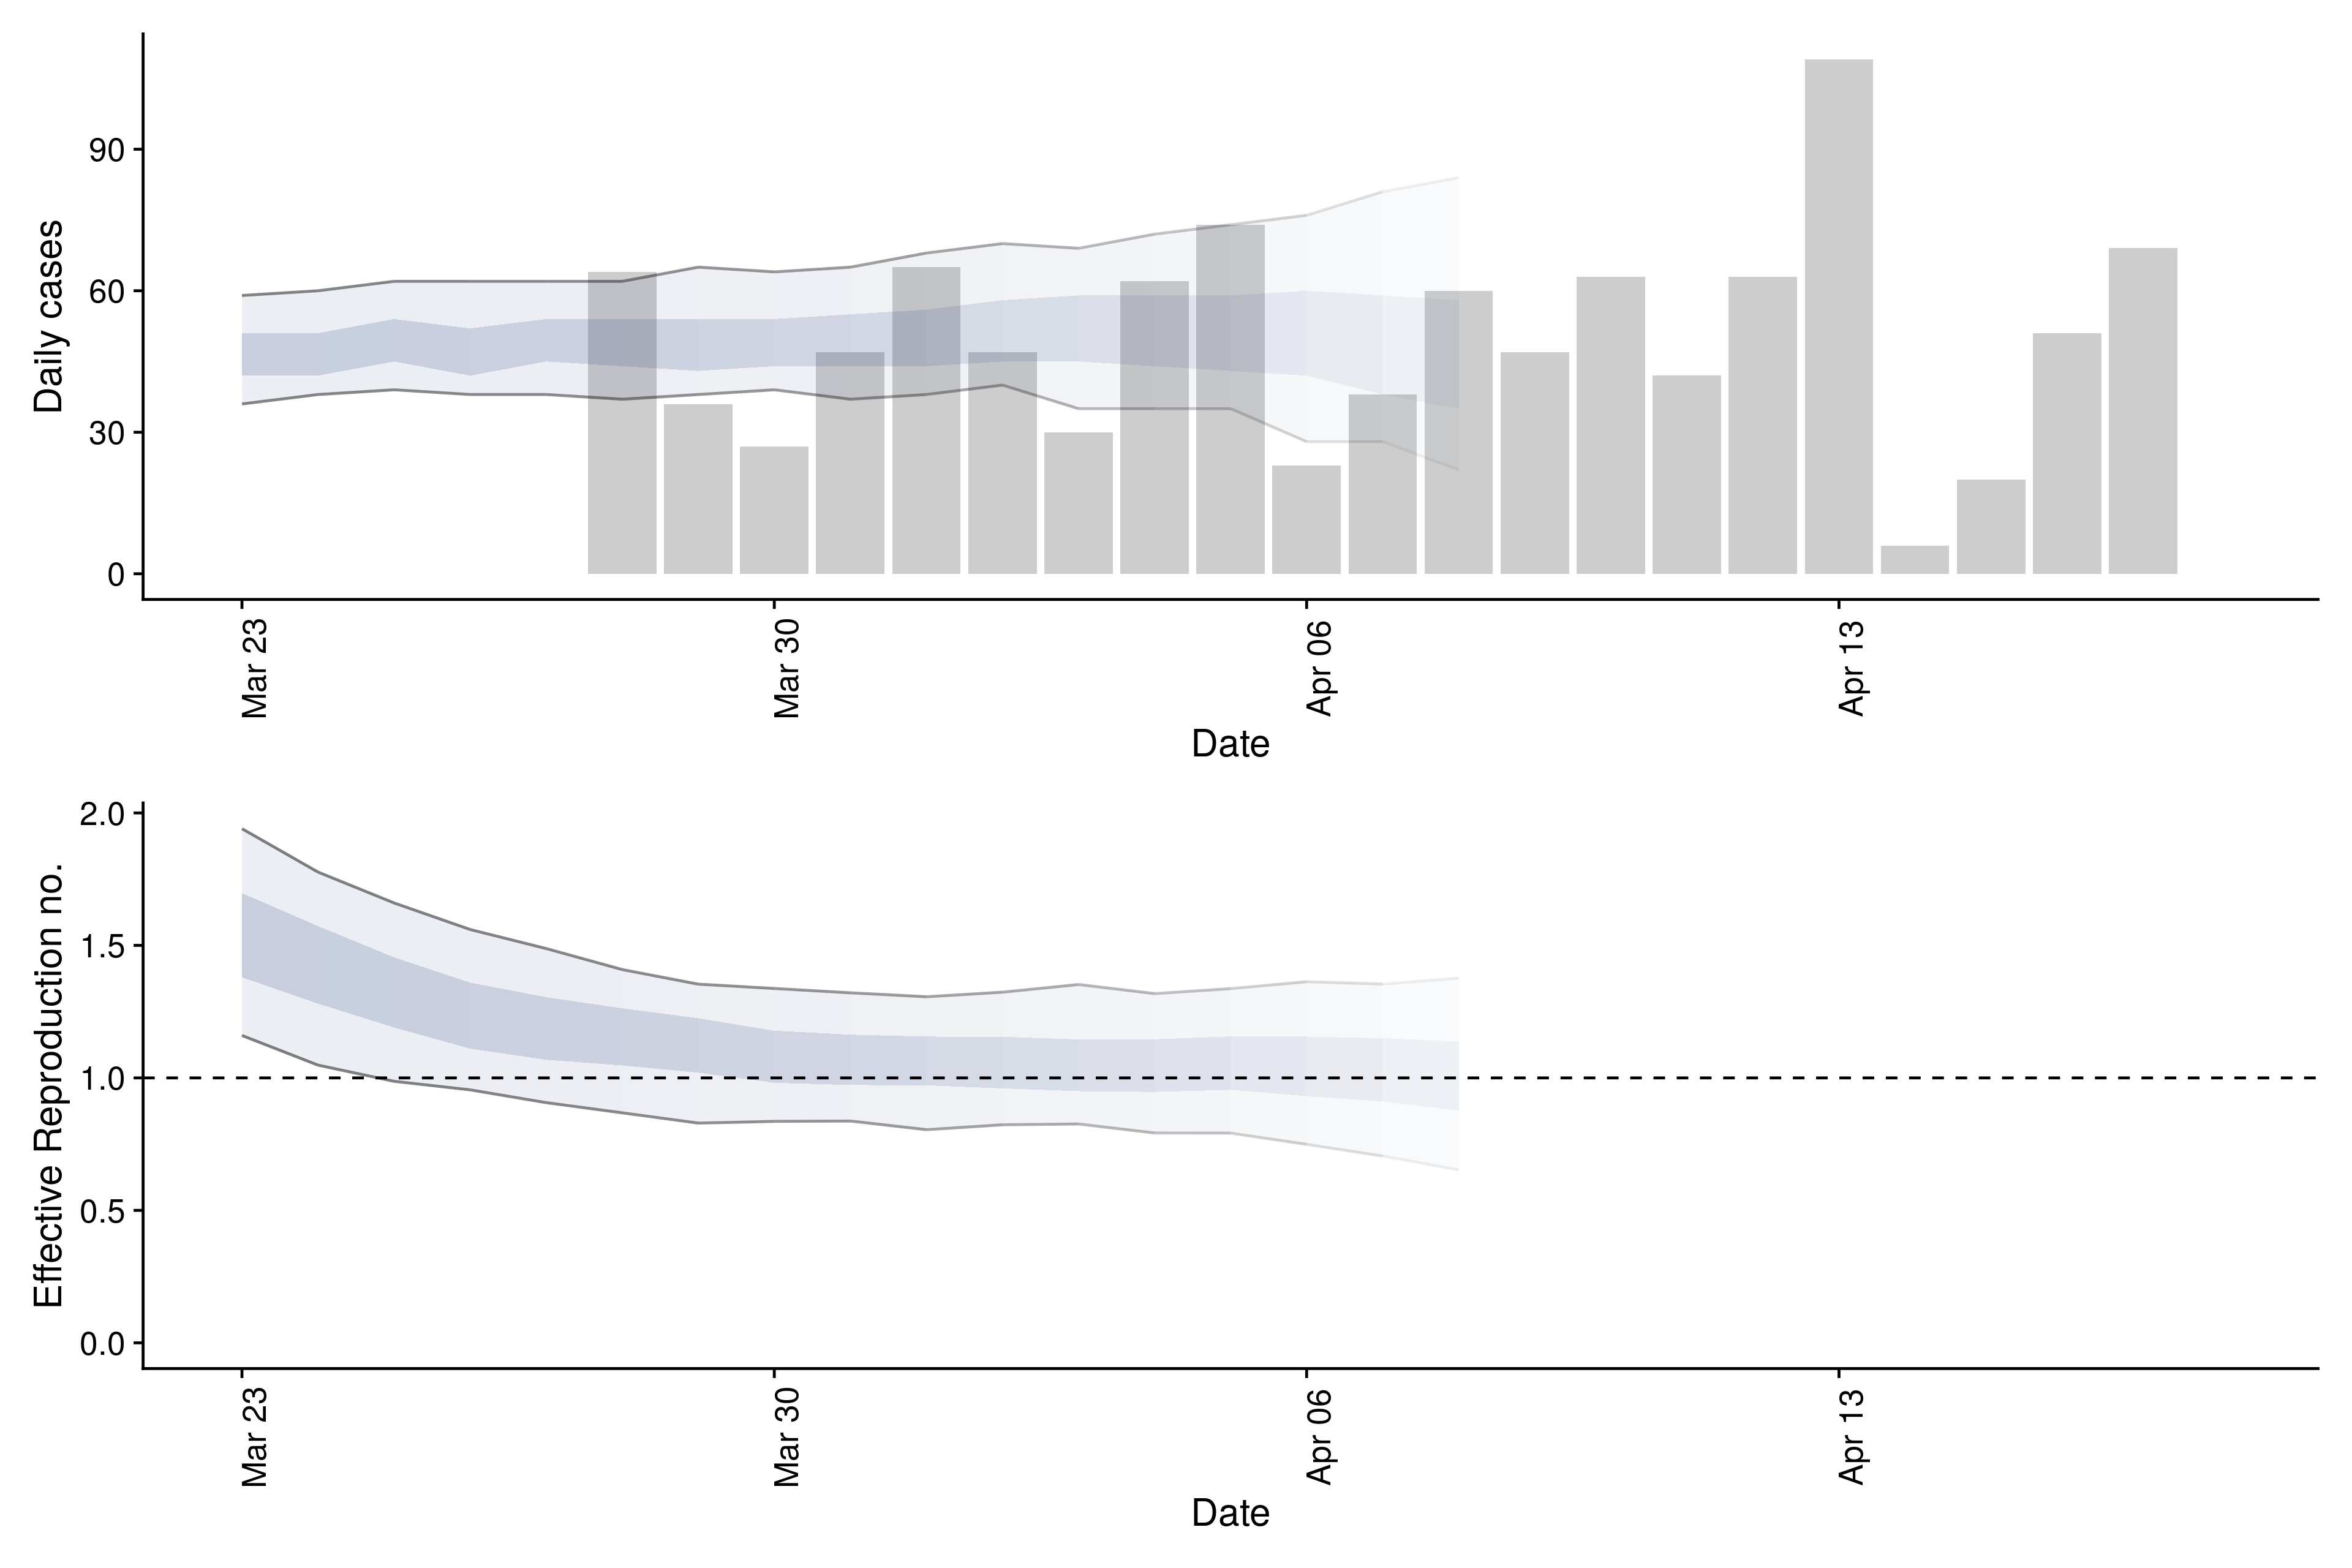 Daily cases
90
60
30
0
Mar 23
Mar 30
Apr 06
Apr 13
Date
Effective Reproduction no.
2.0
1.5
1.0
0.5
0.0
Mar 23
Mar 30
Apr 06
Apr 13
Date